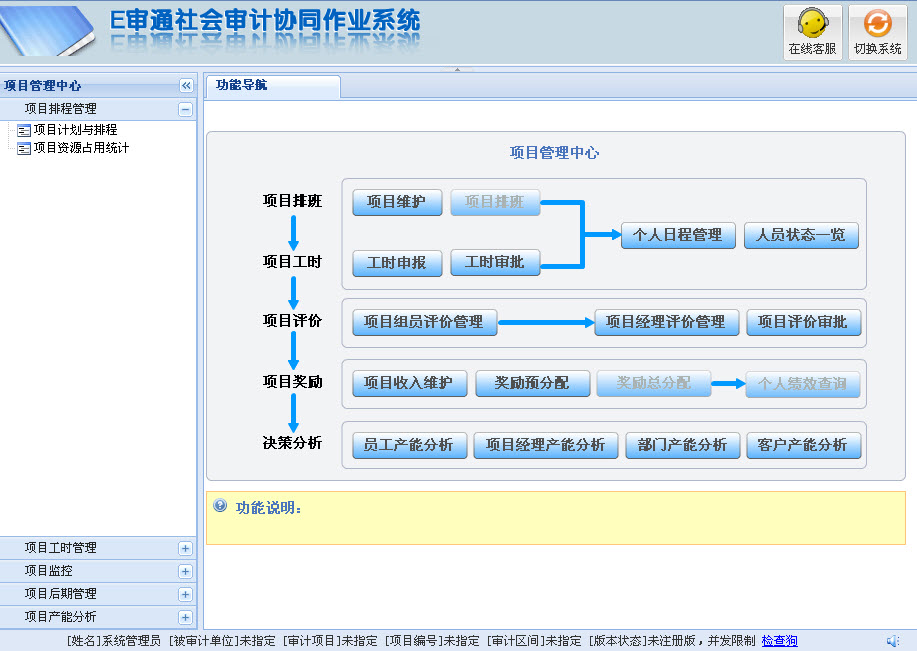 E审通社会审计协同作业系统
在线客服
切换系统
项目管理中心
功能导航
项目排程管理
项目计划与排程
项目资源占用统计
项目管理中心
项目排班
项目维护
项目排班
个人日程管理
人员状态一览
项目工时
工时申报
工时审批
项目评价
项目组员评价管理
项目经理评价管理
项目评价审批
项目奖励
项目收入维护
奖励预分配
奖励总分配
个人绩效查询
决策分析
员工产能分析
项目经理产能分析
部门产能分析
客户产能分析
功能说明：
项目工时管理
项目监控
项目后期管理
项目产能分析
[姓名]系统管理员 [被审计单位]未指定 [审计项目]未指定 [项目编号]未指定 [审计区间]未指定 [版本状态]未注册版，并发限制 检查狗